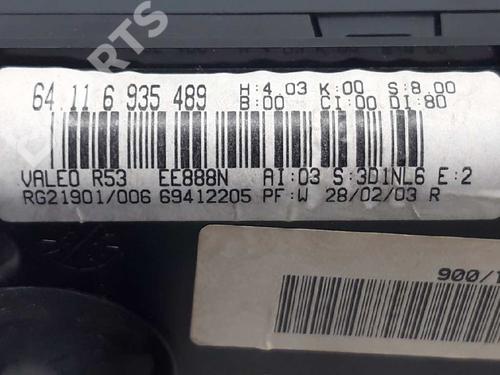 64.11 6 935 489 H:4.03 K:00 S:8.00
B:00 CI:00 DI:80
VALEO R53 EE888N AI:03 S:3D1NL6 E:2
RG21901/006 69412205 PF:W 28/02/03 R
900/1
B-PARTS